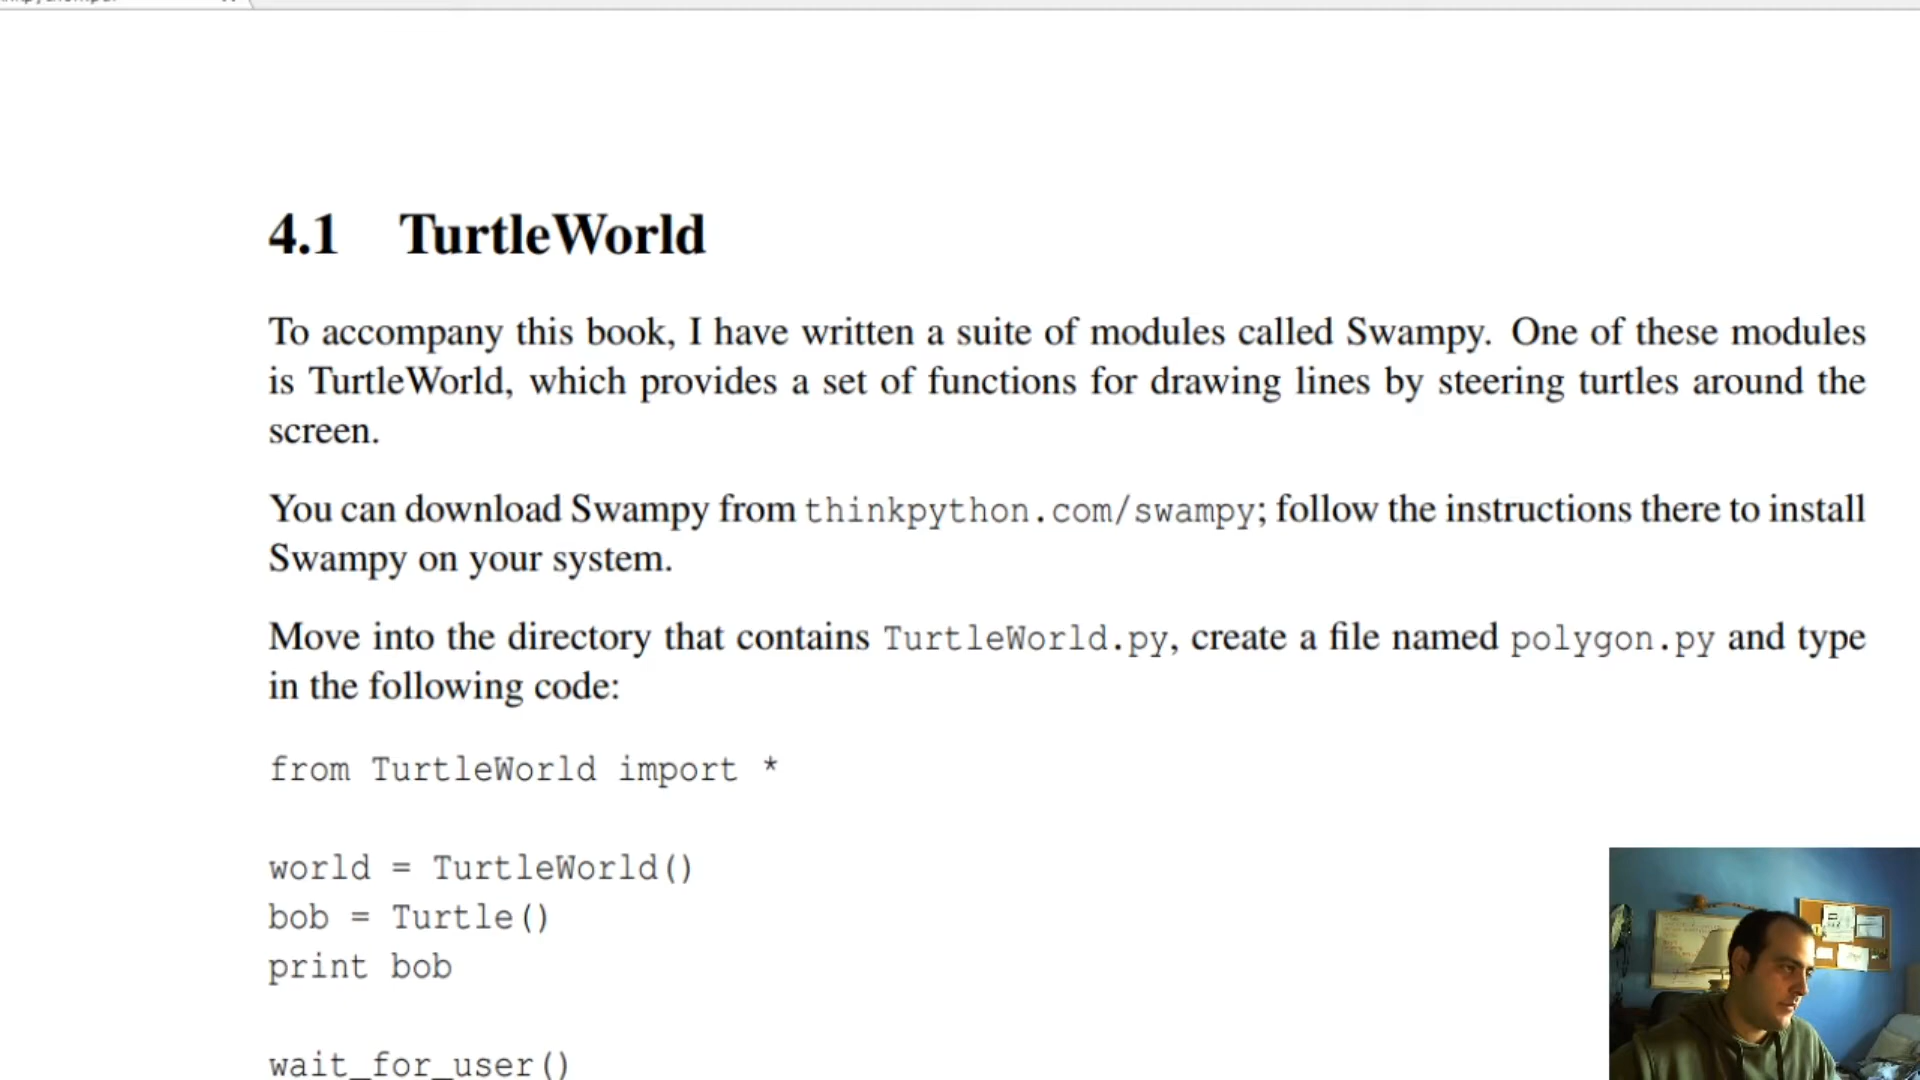 4.1 TurtleWorld
To accompany this book, I have written a suite of modules called Swampy. One of these modules
is TurtleWorld, which provides a set of functions for drawing lines by steering turtles around the
screen.
You can download Swampy from thinkpython.com/swampy; follow the instructions there to install
Swampy on your system.
Move into the directory that contains TurtleWorld.py, create a file named polygon.py and type
in the following code:
from TurtleWorld import *
world = TurtleWorld()
bob = Turtle()
print bob
wait_for_user()